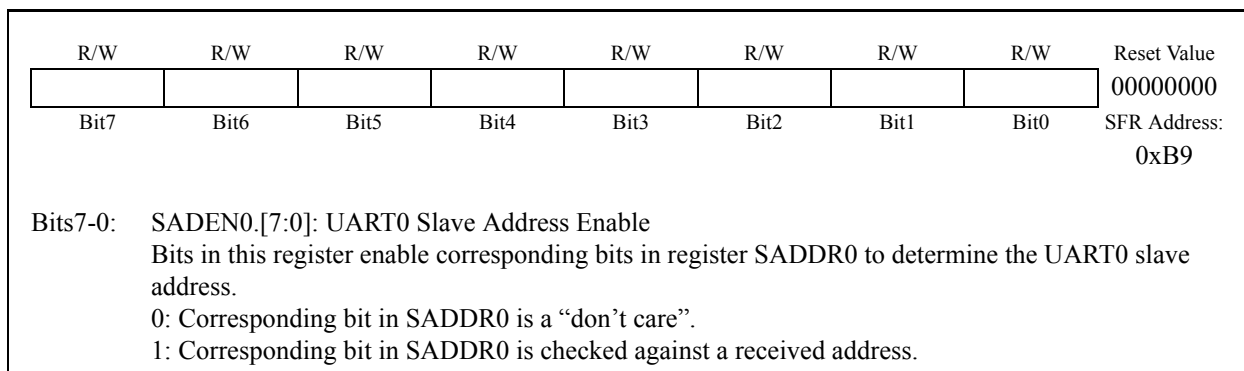 R/W R/W R/W R/W R/W R/W R/W R/W Reset Value
00000000
Bit7 Bit6 Bit5 Bit4 Bit3 Bit2 Bit1 Bit0 SFR Address:
0xB9
Bits7-0: SADEN0.[7:0]: UART0 Slave Address Enable
Bits in this register enable corresponding bits in register SADDR0 to determine the UART0 slave
address.
0: Corresponding bit in SADDR0 is a “don’t care”.
1: Corresponding bit in SADDR0 is checked against a received address.